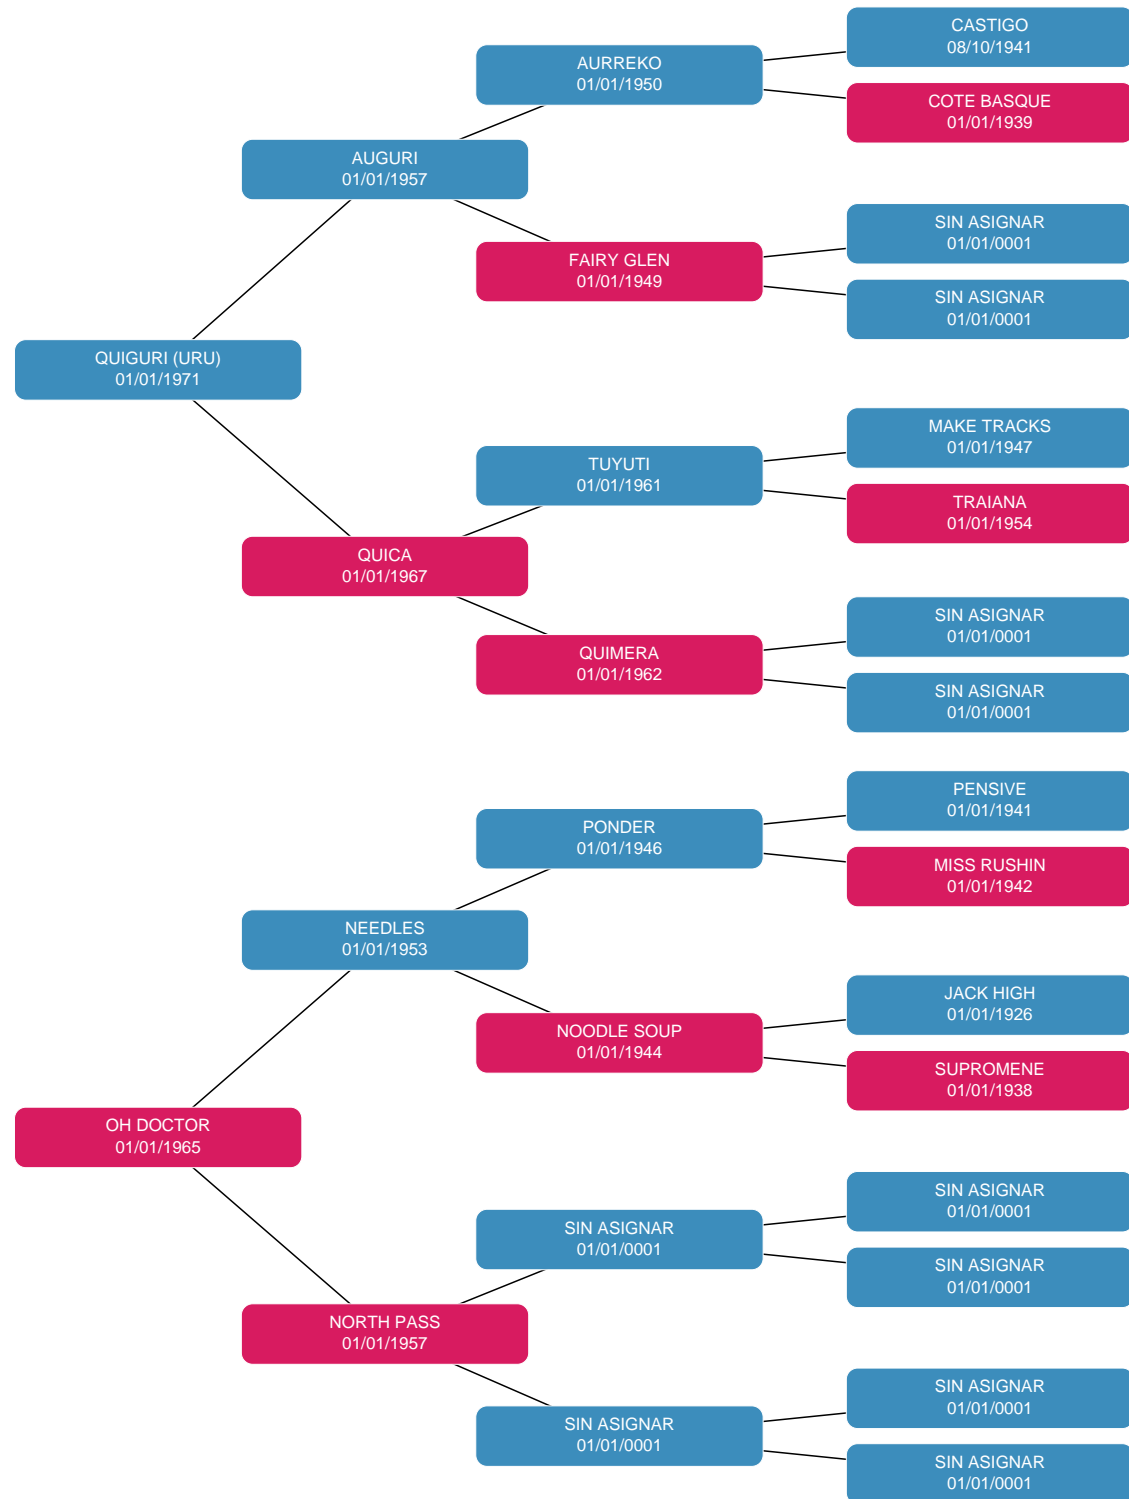 CASTIGO
08/10/1941
AURREKO
01/01/1950
COTE BASQUE
01/01/1939
AUGURI
01/01/1957
SIN ASIGNAR
01/01/0001
FAIRY GLEN
01/01/1949
SIN ASIGNAR
01/01/0001
QUIGURI (URU)
01/01/1971
MAKE TRACKS
01/01/1947
TUYUTI
01/01/1961
TRAIANA
01/01/1954
QUICA
01/01/1967
SIN ASIGNAR
01/01/0001
QUIMERA
01/01/1962
SIN ASIGNAR
01/01/0001
PENSIVE
01/01/1941
PONDER
01/01/1946
MISS RUSHIN
01/01/1942
NEEDLES
01/01/1953
JACK HIGH
01/01/1926
NOODLE SOUP
01/01/1944
SUPROMENE
01/01/1938
OH DOCTOR
01/01/1965
SIN ASIGNAR
01/01/0001
SIN ASIGNAR
01/01/0001
SIN ASIGNAR
01/01/0001
NORTH PASS
01/01/1957
SIN ASIGNAR
01/01/0001
SIN ASIGNAR
01/01/0001
SIN ASIGNAR
01/01/0001